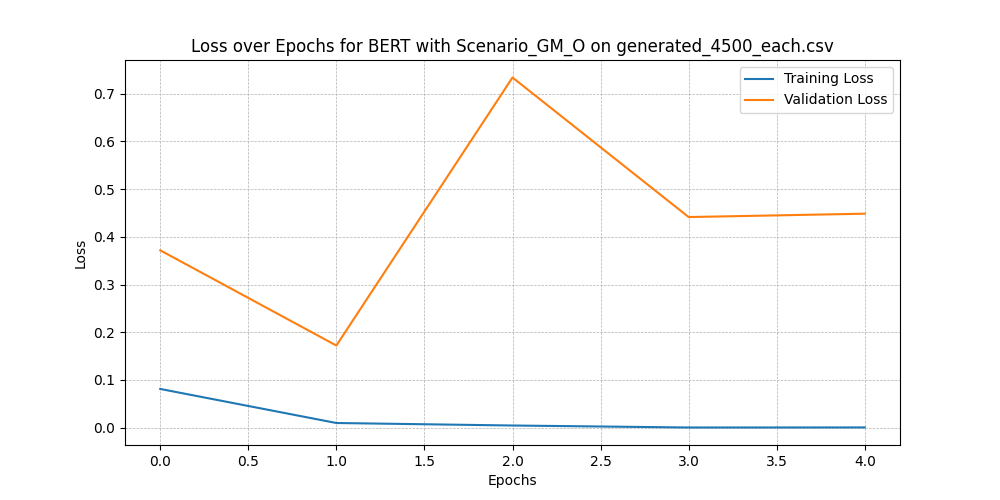 Loss over Epochs for BERT with Scenario_GM_O on generated_4500_each.csv
Training Loss
Validation Loss
0.7
0.6
0.5
0.4
0.3
0.2
0.1
0.0
Loss
0.0 0.5 1.0 1.5 2.0 2.5 3.0 3.5 4.0
Epochs